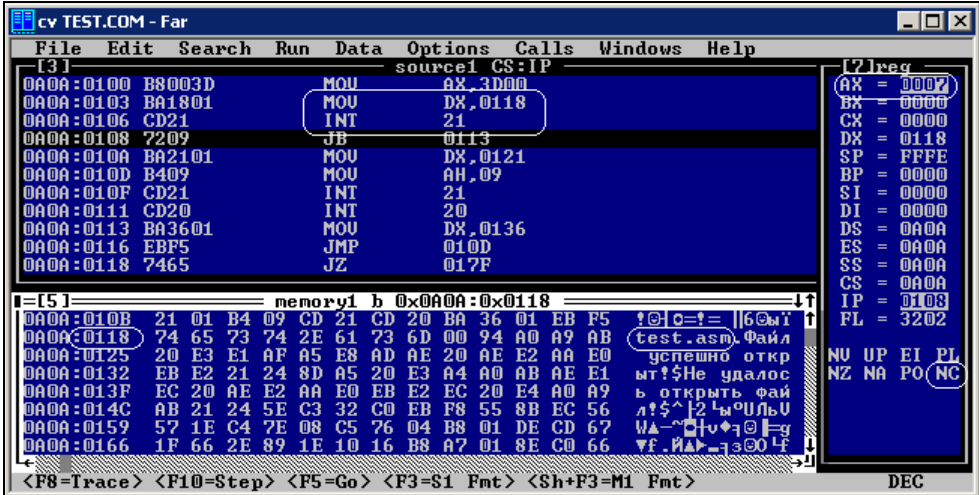 cv TEST.COM - Far
File Edit Search Run Data Options Calls Windows Help
[3] source1 CS:IP
0A0A:0100 B8003D MOV AX,3D00
0A0A:0103 BA1801 MOV DX,0118
0A0A:0106 CD21 INT 21
0A0A:0108 7209 JB 0113
0A0A:010A BA2101 MOV DX,0121
0A0A:010D B409 MOV AH,09
0A0A:010F CD21 INT 21
0A0A:0111 CD20 INT 20
0A0A:0113 BA3601 MOV DX,0136
0A0A:0116 EBF5 JMP 010D
0A0A:0118 7465 JZ 017F
[7]reg
AX = 0007
BX = 0000
CX = 0000
DX = 0118
SP = FFFE
BP = 0000
SI = 0000
DI = 0000
DS = 0A0A
ES = 0A0A
SS = 0A0A
CS = 0A0A
IP = 0108
FL = 3202
NV UP EI PL
NZ NA PO NC
[5] memory1 b 0x0A0A:0x0118
0A0A:010B 21 01 B4 09 CD 21 CD 20 BA 36 01 EB F5
0A0A:0118 74 65 73 74 2E 61 73 6D 00 94 A0 A9 AB test.asm Файл
0A0A:0125 20 E3 E1 AF A5 E8 AD AE 20 AE E2 AA E0 успешно откр
0A0A:0132 EB E2 21 24 8D A5 20 E3 A4 A0 AB AE E1 ыт!$Не удалос
0A0A:013F EC 20 AE E2 AA E0 EB E2 EC 20 E4 A0 A9 ь открыть фай
0A0A:014C AB 21 24 5E C3 32 C0 EB F8 55 8B EC 56
0A0A:0159 57 1E C4 7E 08 C5 76 04 B8 01 DE CD 67
0A0A:0166 1F 66 2E 89 1E 10 16 B8 A7 01 8E C0 66
<F8=Trace> <F10=Step> <F5=Go> <F3=S1 Fmt> <Sh+F3=M1 Fmt> DEC